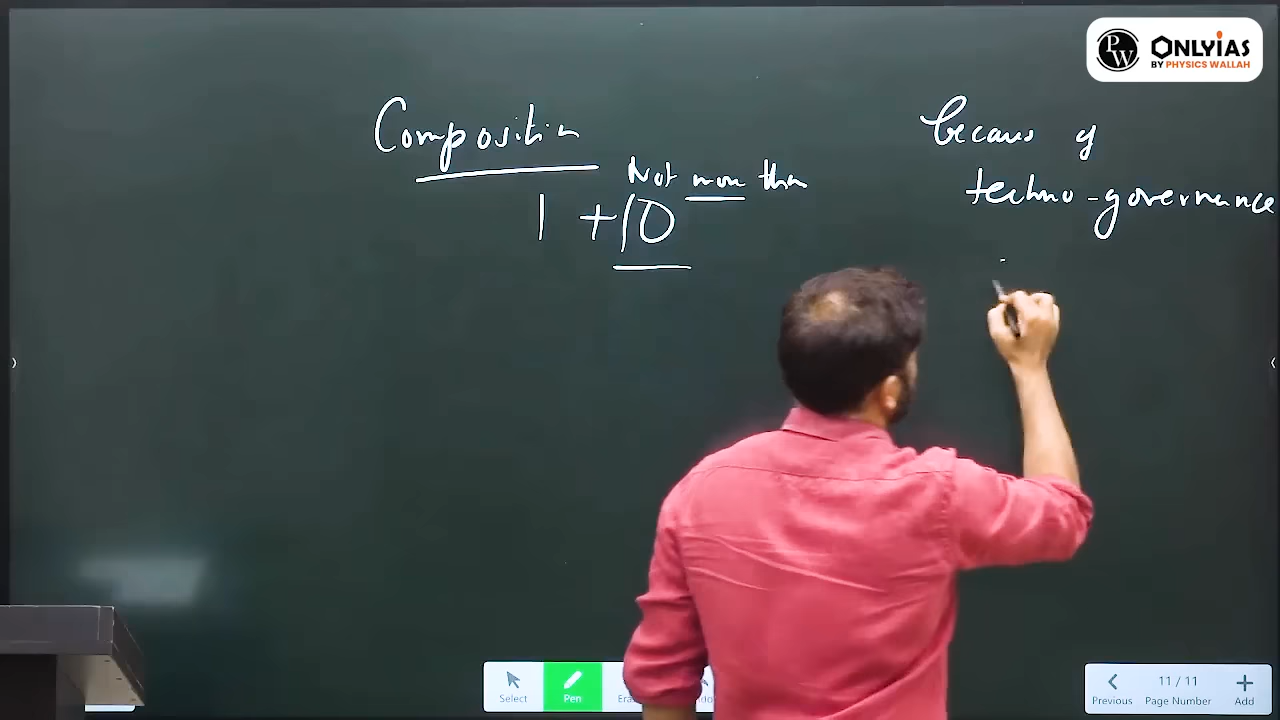 PW ONLYIAS
BY PHYSICS WALLAH
Composition
Not more than
1 +10
because of
techno-governance
Select
Pen
11 / 11
Previous
Page Number
Add